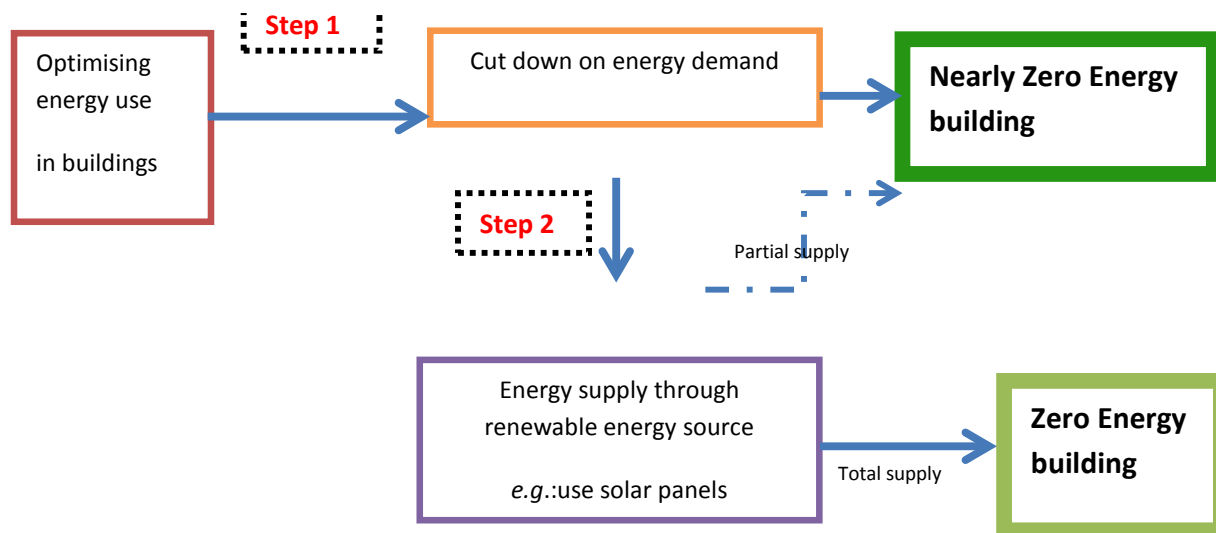 Step 1
Optimising
energy use
in buildings
Cut down on energy demand
Nearly Zero Energy
building
Step 2
Partial supply
Energy supply through
renewable energy source
e.g.:use solar panels
Total supply
Zero Energy
building